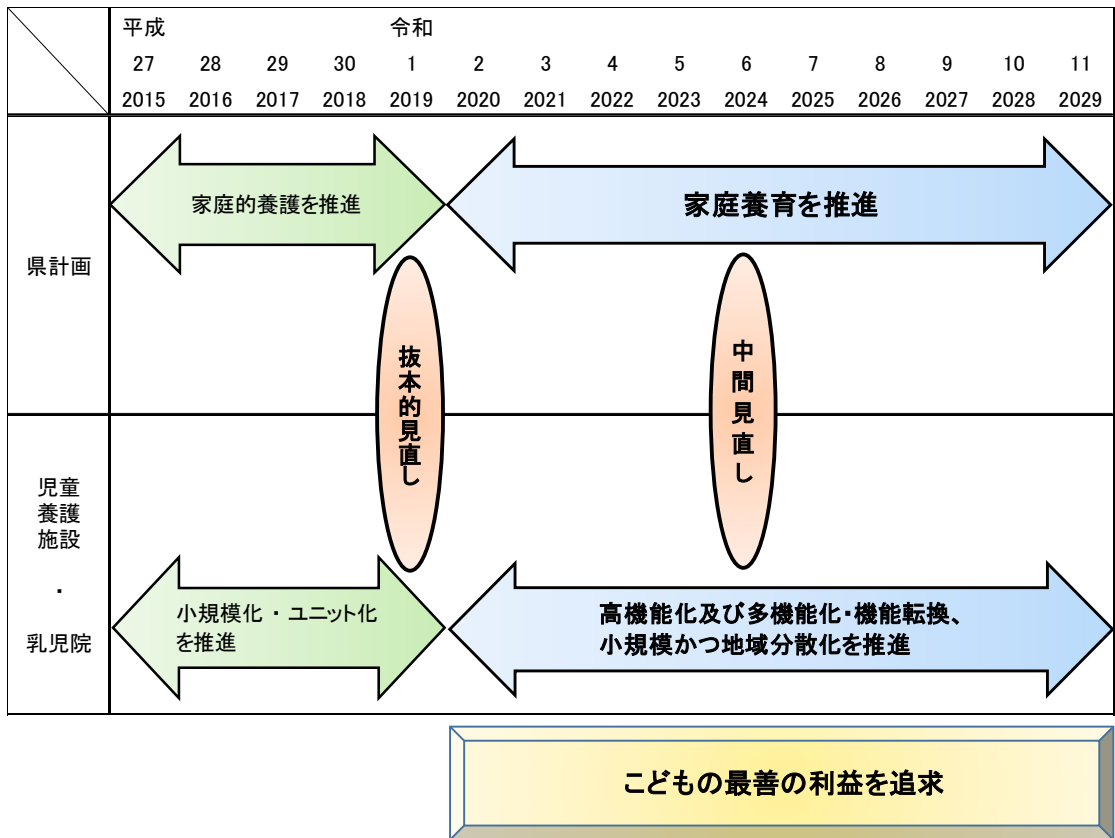 平成 令和
27 28 29 30 1 2 3 4 5 6 7 8 9 10 11
2015 2016 2017 2018 2019 2020 2021 2022 2023 2024 2025 2026 2027 2028 2029
県計画
家庭的養護を推進
家庭養育を推進
抜本的見直し
中間見直し
児童
養護
施設
・
乳児院
小規模化・ユニット化
を推進
高機能化及び多機能化・機能転換、
小規模かつ地域分散化を推進
こどもの最善の利益を追求